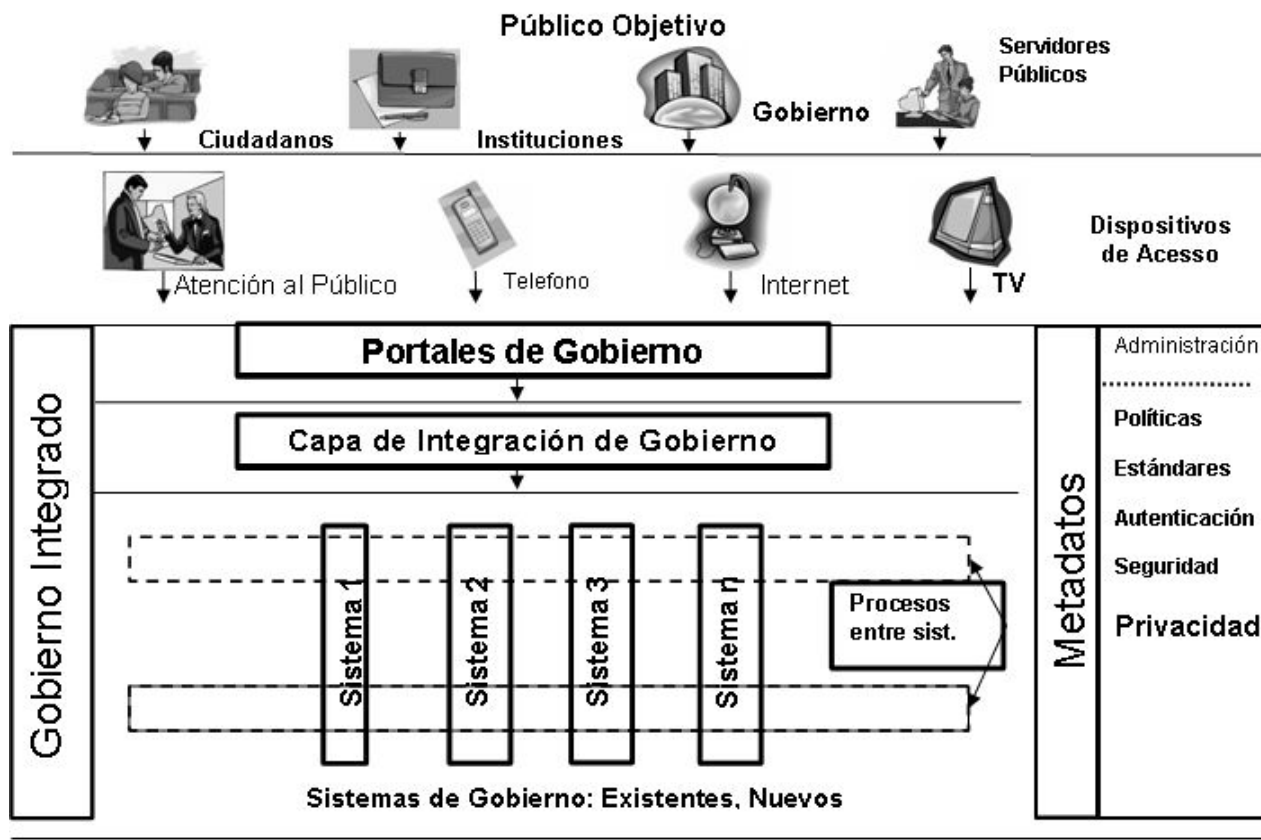 Público Objetivo
Servidores
Públicos
Ciudadanos
Instituciones
Gobierno
Dispositivos
de Acesso
Atención al Público
Telefono
Internet
TV
Gobierno Integrado
Portales de Gobierno
Capa de Integración de Gobierno
Sistema 1
Sistema 2
Sistema 3
Sistema n
Procesos
entre sist.
Sistemas de Gobierno: Existentes, Nuevos
Metadatos
Administración
Políticas
Estándares
Autenticación
Seguridad
Privacidad